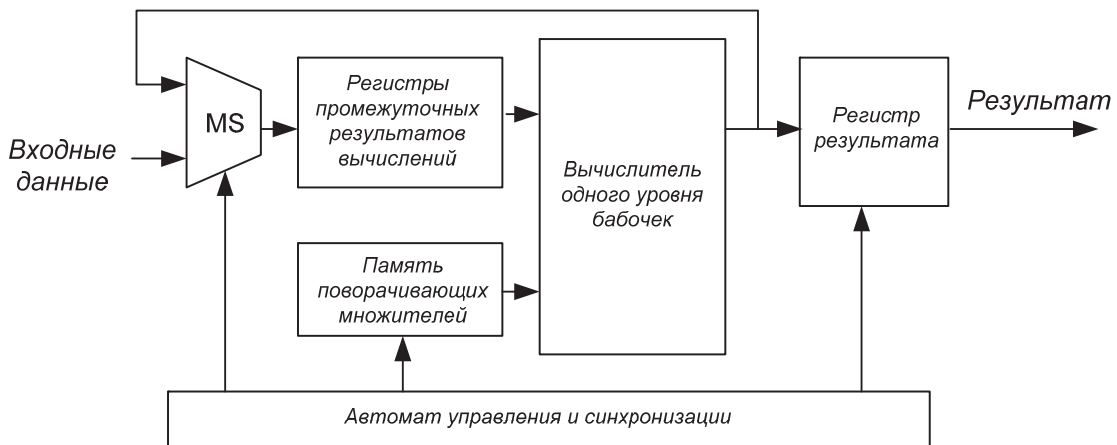 Входные
данные
MS
Регистры
промежуточных
результатов
вычислений
Память
поворачивающих
множителей
Вычислитель
одного уровня
бабочек
Регистр
результата
Результат
Автомат управления и синхронизации